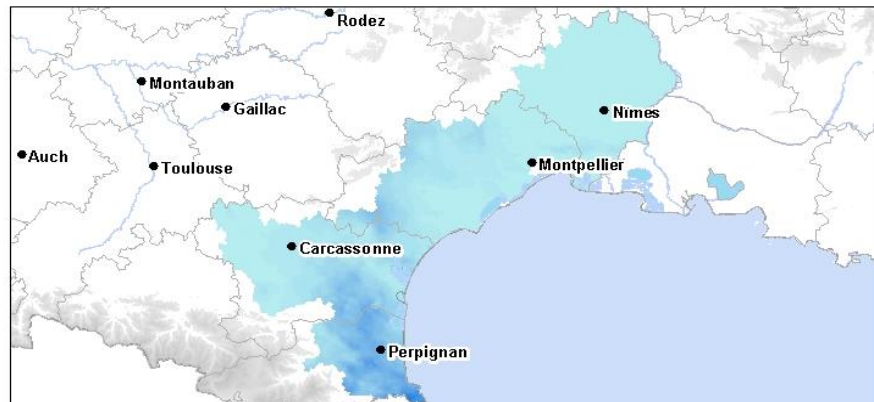 Rodez
Montauban
Gaillac
Nîmes
Auch
Toulouse
Montpellier
Carcassonne
Perpignan